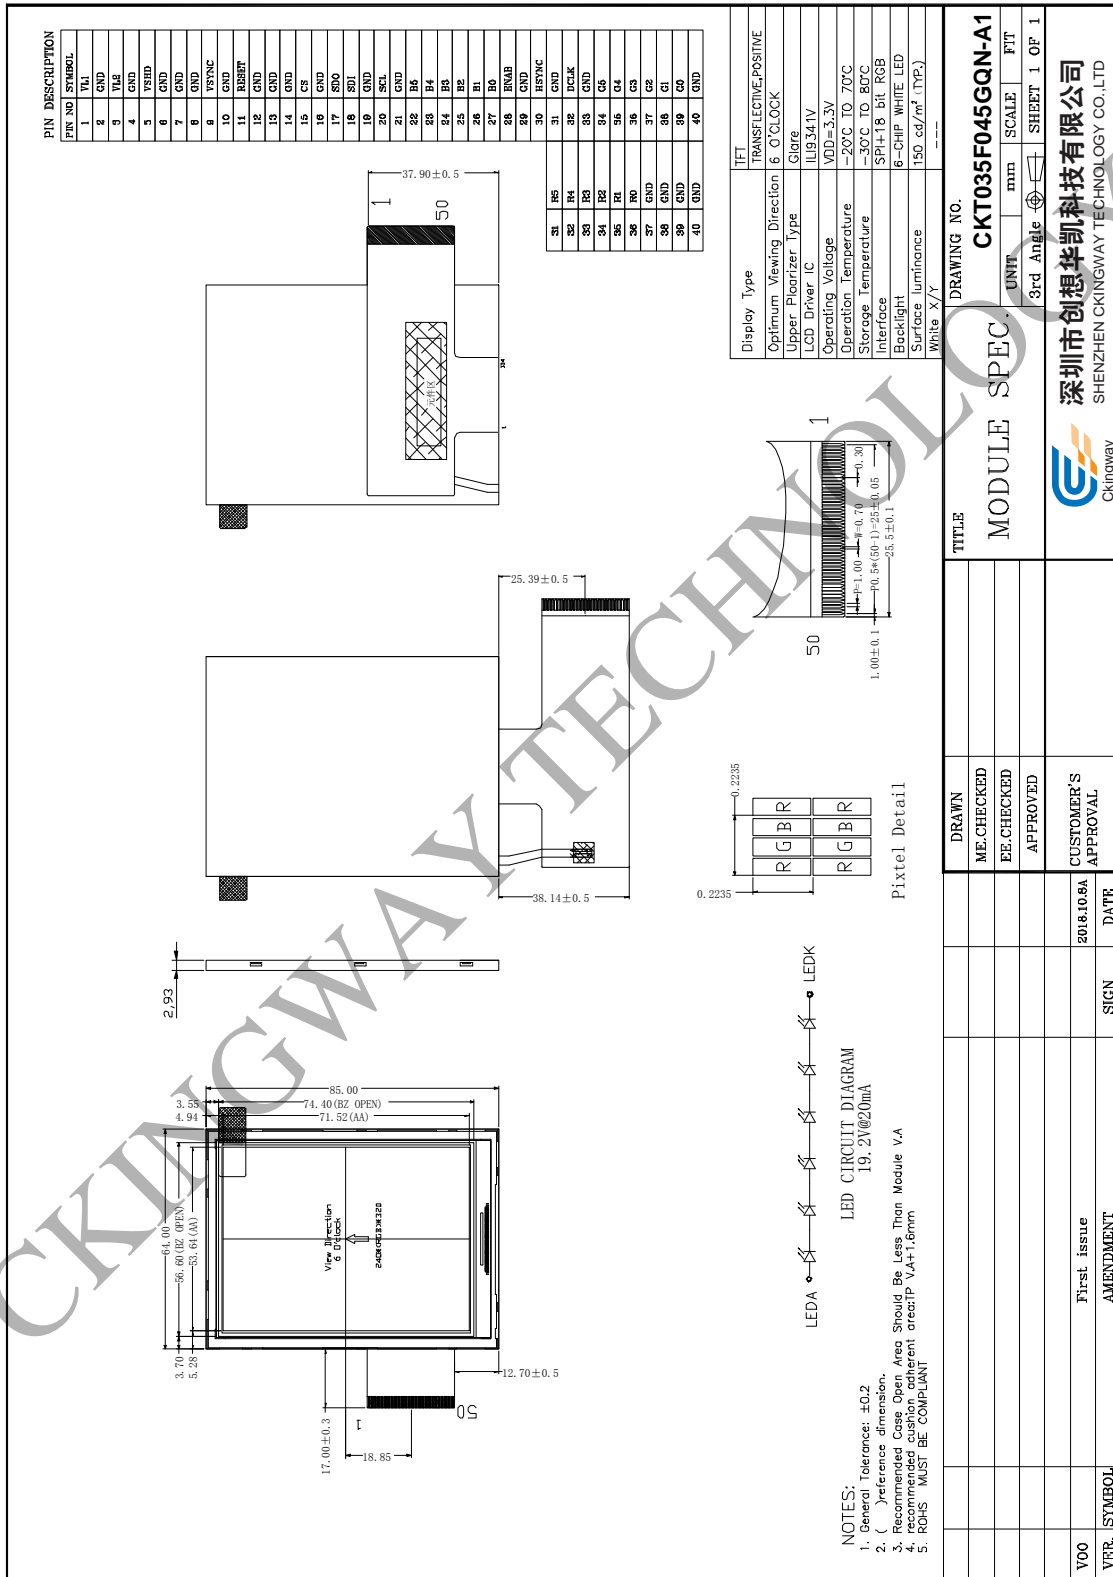 PIN DESCRIPTION
PIN NO SYMBOL
1 VL1
2 GND
3 VL2
4 GND
5 VSHD
6 GND
7 GND
8 GND
9 VSYNC
10 GND
11 RESET
12 GND
13 GND
14 GND
15 CS
16 GND
17 SDO
18 SDI
19 GND
20 SCL
21 GND
22 B5
23 B4
24 B3
25 B2
26 B1
27 B0
28 ENAB
29 GND
30 HSYNC
31 GND
32 DCLK
33 GND
34 G5
35 G4
36 G3
37 G2
38 G1
39 G0
40 GND
31 R5
32 R4
33 R3
34 R2
35 R1
36 R0
37 GND
38 GND
39 GND
40 GND
37.90±0.5
1
50
元件区
25.39±0.5
38.14±0.5
2,93
85.00
3.55
74.40(BZ OPEN)
4.94
71.52(AA)
64.00
56.60(BZ OPEN)
53.64(AA)
3.70
5.28
View Direction
6 O'clock
240X(RGB)X320
12.70±0.5
17.00±0.3
18.85
1
50
Display Type TFT
TRANSFLECTIVE,POSITIVE
Optimum Viewing Direction 6 O'CLOCK
Upper Ploarizer Type Glare
LCD Driver IC ILI9341V
Operating Voltage VDD=3.3V
Operation Temperature -20°C TO 70°C
Storage Temperature -30°C TO 80°C
Interface SPI+18 bit RGB
Backlight 6-CHIP WHITE LED
Surface luminance 150 cd/m² (TYP.)
White X/Y ---
1
50
0.30
P=1.00
W=0.70
P0.5*(50-1)=25±0.05
25.5±0.1
1.00±0.1
0.2235
0.2235
R G B R
R G B R
Pixtel Detail
LEDA
LEDK
LED CIRCUIT DIAGRAM
19.2V@20mA
NOTES:
1. General Tolerance: ±0.2
2. ( )reference dimension.
3. Recommended Case Open Area Should Be Less Than Module V.A
4. recommended cushion adherent area:TP V.A+1.6mm
5. ROHS MUST BE COMPLIANT
TITLE
MODULE SPEC.
DRAWING NO.
CKT035F045GQN-A1
UNIT mm SCALE FIT
3rd Angle SHEET 1 OF 1
Ckingway
深圳市创想华凯科技有限公司
SHENZHEN CKINGWAY TECHNOLOGY CO.,LTD
DRAWN
ME.CHECKED
EE.CHECKED
APPROVED
CUSTOMER'S
APPROVAL
V00 First issue 2018.10.8A
VER. SYMBOL AMENDMENT SIGN DATE
CKINGWAY TECHNOLOGY